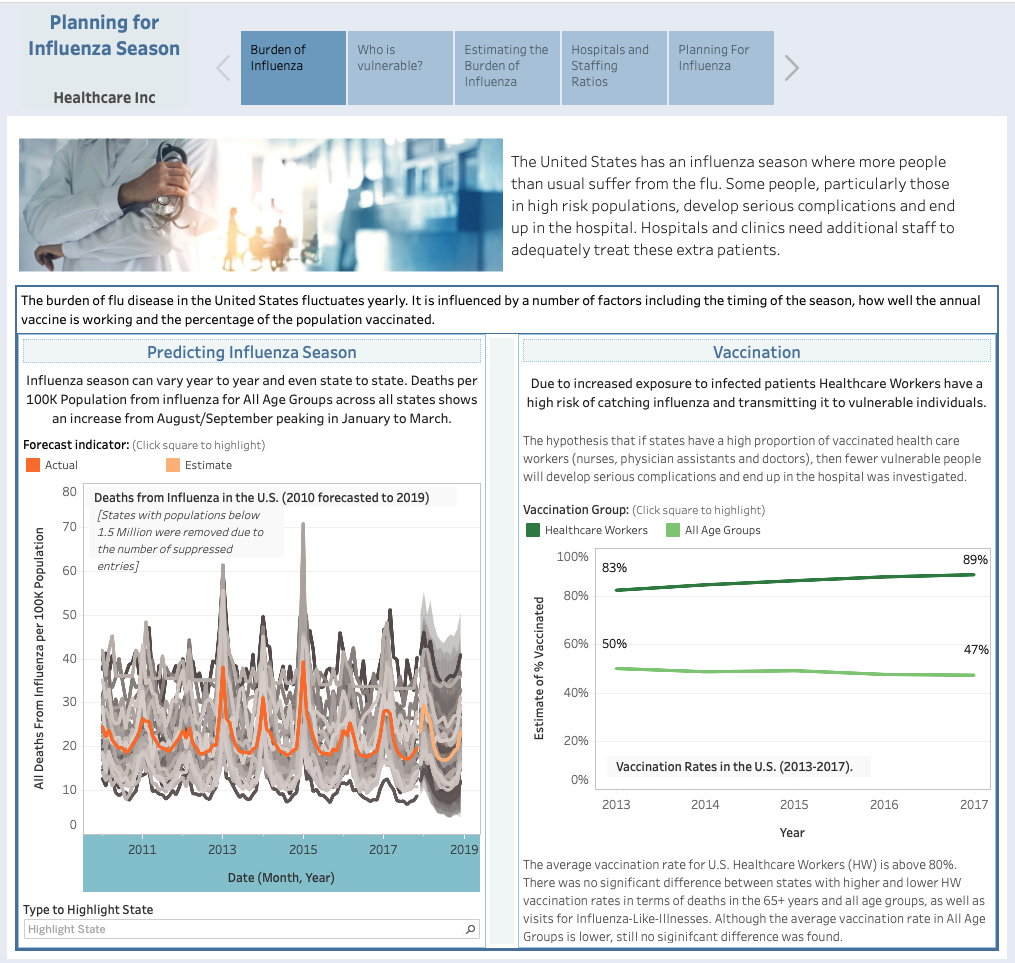 Planning for
Influenza Season
Healthcare Inc
Burden of
Influenza
Who is
vulnerable?
Estimating the
Burden of
Influenza
Hospitals and
Staffing
Ratios
Planning For
Influenza
The United States has an influenza season where more people
than usual suffer from the flu. Some people, particularly those
in high risk populations, develop serious complications and end
up in the hospital. Hospitals and clinics need additional staff to
adequately treat these extra patients.
The burden of flu disease in the United States fluctuates yearly. It is influenced by a number of factors including the timing of the season, how well the annual
vaccine is working and the percentage of the population vaccinated.
Predicting Influenza Season
Influenza season can vary year to year and even state to state. Deaths per
100K Population from influenza for All Age Groups across all states shows
an increase from August/September peaking in January to March.
Forecast indicator: (Click square to highlight)
Actual
Estimate
Deaths from Influenza in the U.S. (2010 forecasted to 2019)
[States with populations below
1.5 Million were removed due to
the number of suppressed
entries]
All Deaths From Influenza per 100K Population
80
70
60
50
40
30
20
10
0
2011
2013
2015
2017
2019
Date (Month, Year)
Type to Highlight State
Highlight State
Vaccination
Due to increased exposure to infected patients Healthcare Workers have a
high risk of catching influenza and transmitting it to vulnerable individuals.
The hypothesis that if states have a high proportion of vaccinated health care
workers (nurses, physician assistants and doctors), then fewer vulnerable people
will develop serious complications and end up in the hospital was investigated.
Vaccination Group: (Click square to highlight)
Healthcare Workers
All Age Groups
Estimate of % Vaccinated
100%
80%
60%
40%
20%
0%
83%
89%
50%
47%
Vaccination Rates in the U.S. (2013-2017).
2013
2014
2015
2016
2017
Year
The average vaccination rate for U.S. Healthcare Workers (HW) is above 80%.
There was no significant difference between states with higher and lower HW
vaccination rates in terms of deaths in the 65+ years and all age groups, as well as
visits for Influenza-Like-Illnesses. Although the average vaccination rate in All Age
Groups is lower, still no siginifcant difference was found.